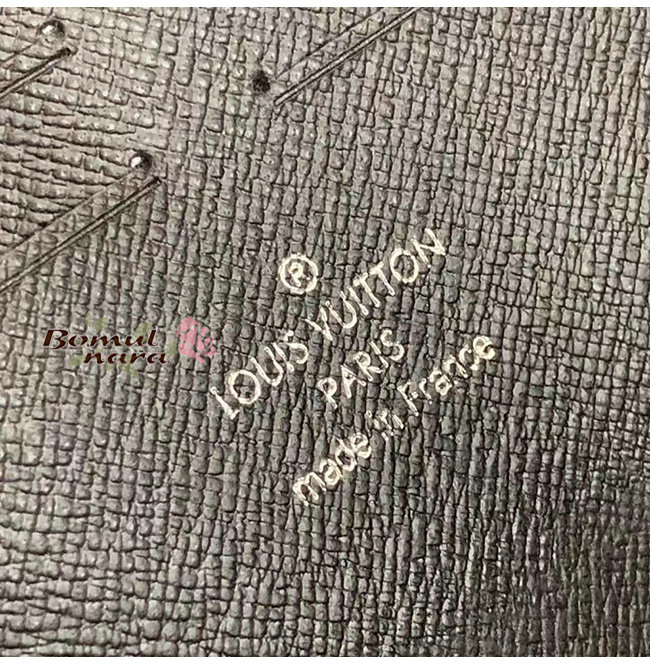 ®
LOUIS VUITTON
PARIS
made in France
Bomul
nara